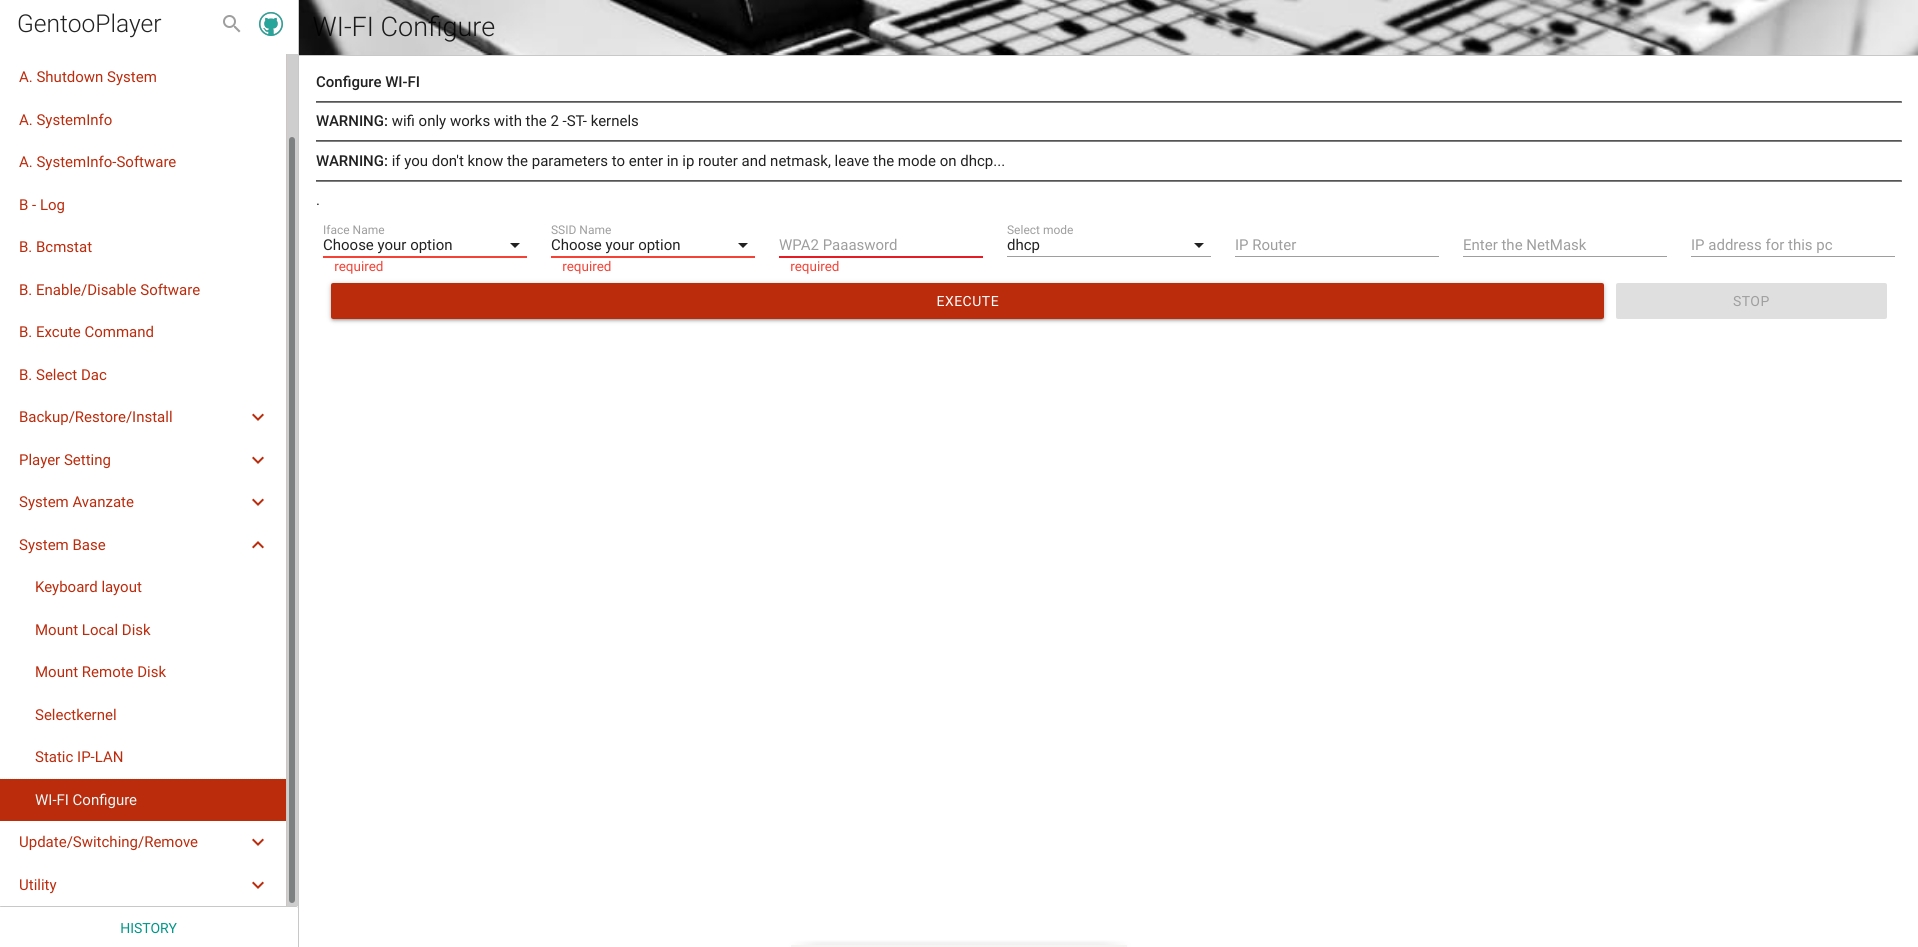 GentooPlayer
A. Shutdown System
A. SystemInfo
A. SystemInfo-Software
B - Log
B. Bcmstat
B. Enable/Disable Software
B. Excute Command
B. Select Dac
Backup/Restore/Install
Player Setting
System Avanzate
System Base
Keyboard layout
Mount Local Disk
Mount Remote Disk
Selectkernel
Static IP-LAN
WI-FI Configure
Update/Switching/Remove
Utility
HISTORY
WI-FI Configure
Configure WI-FI
WARNING: wifi only works with the 2 -ST- kernels
WARNING: if you don't know the parameters to enter in ip router and netmask, leave the mode on dhcp...
.
Iface Name
Choose your option
required
SSID Name
Choose your option
required
WPA2 Paaasword
required
Select mode
dhcp
IP Router
Enter the NetMask
IP address for this pc
EXECUTE
STOP